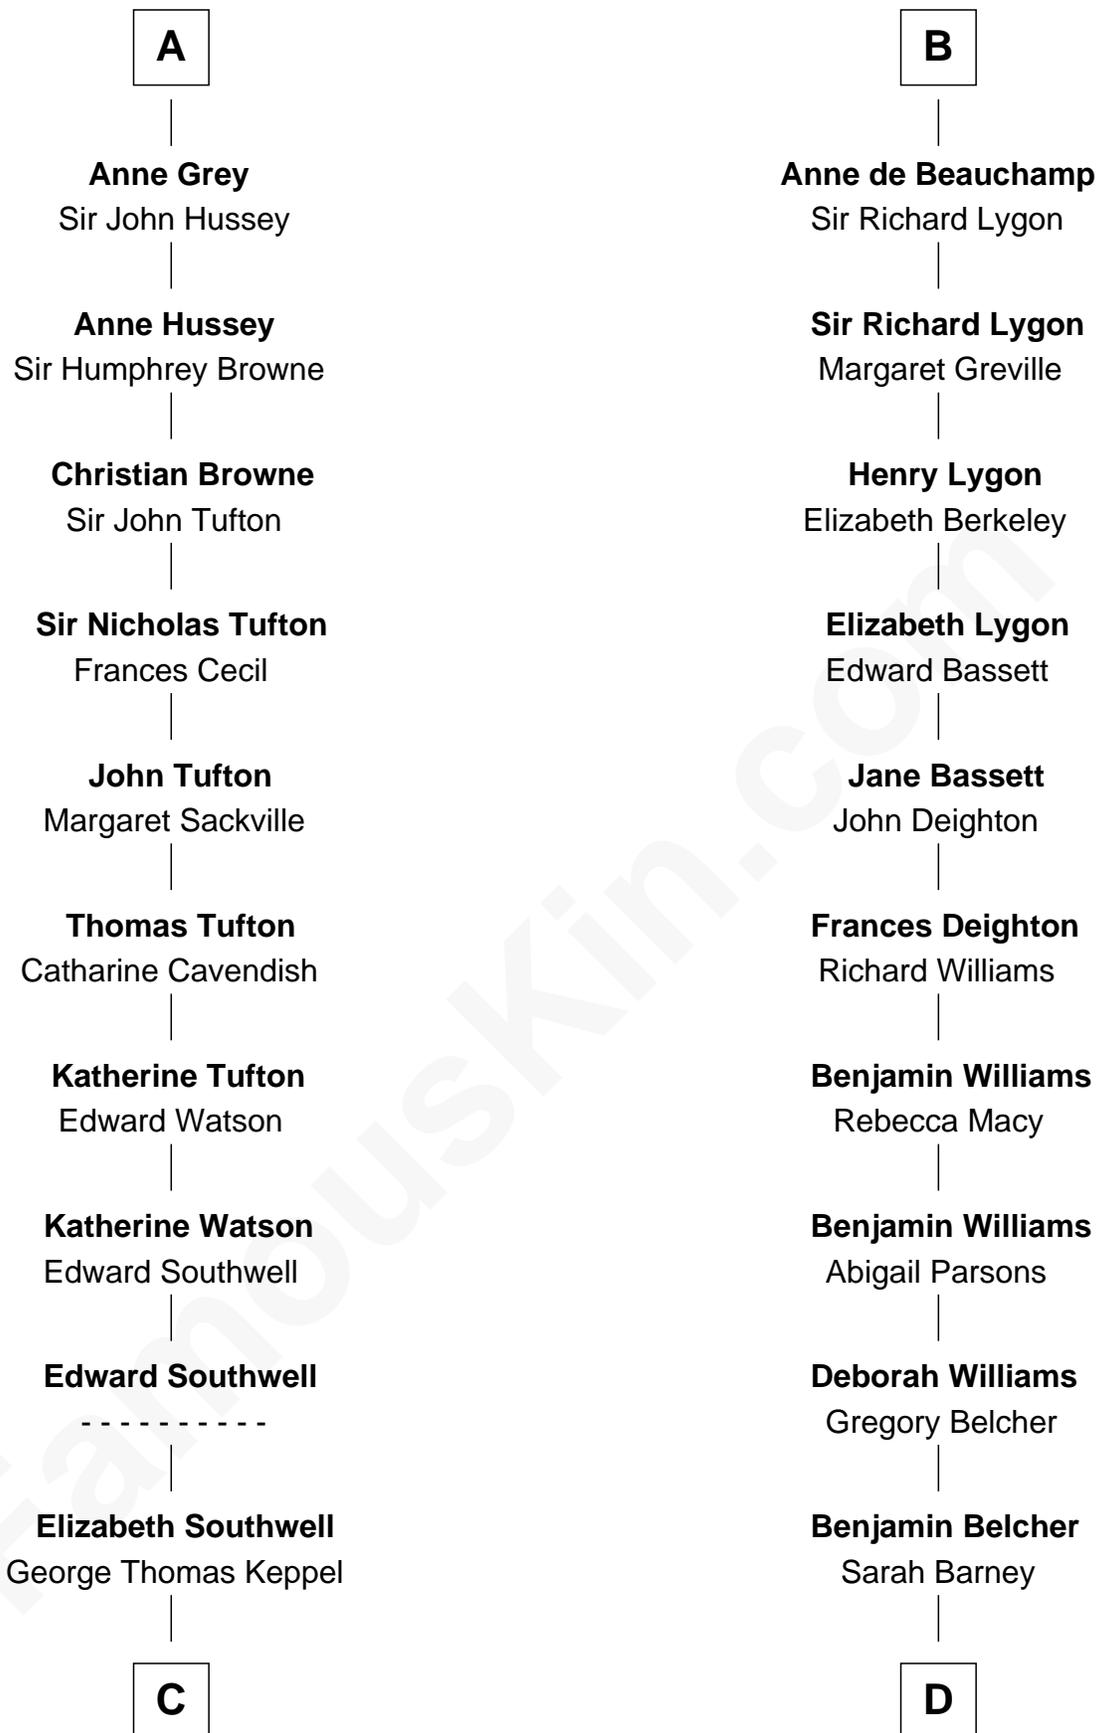 A
Anne Grey
Sir John Hussey
Anne Hussey
Sir Humphrey Browne
Christian Browne
Sir John Tufton
Sir Nicholas Tufton
Frances Cecil
John Tufton
Margaret Sackville
Thomas Tufton
Catharine Cavendish
Katherine Tufton
Edward Watson
Katherine Watson
Edward Southwell
Edward Southwell
- - - - - - - - - -
Elizabeth Southwell
George Thomas Keppel
C
B
Anne de Beauchamp
Sir Richard Lygon
Sir Richard Lygon
Margaret Greville
Henry Lygon
Elizabeth Berkeley
Elizabeth Lygon
Edward Bassett
Jane Bassett
John Deighton
Frances Deighton
Richard Williams
Benjamin Williams
Rebecca Macy
Benjamin Williams
Abigail Parsons
Deborah Williams
Gregory Belcher
Benjamin Belcher
Sarah Barney
D
FamousKin.com